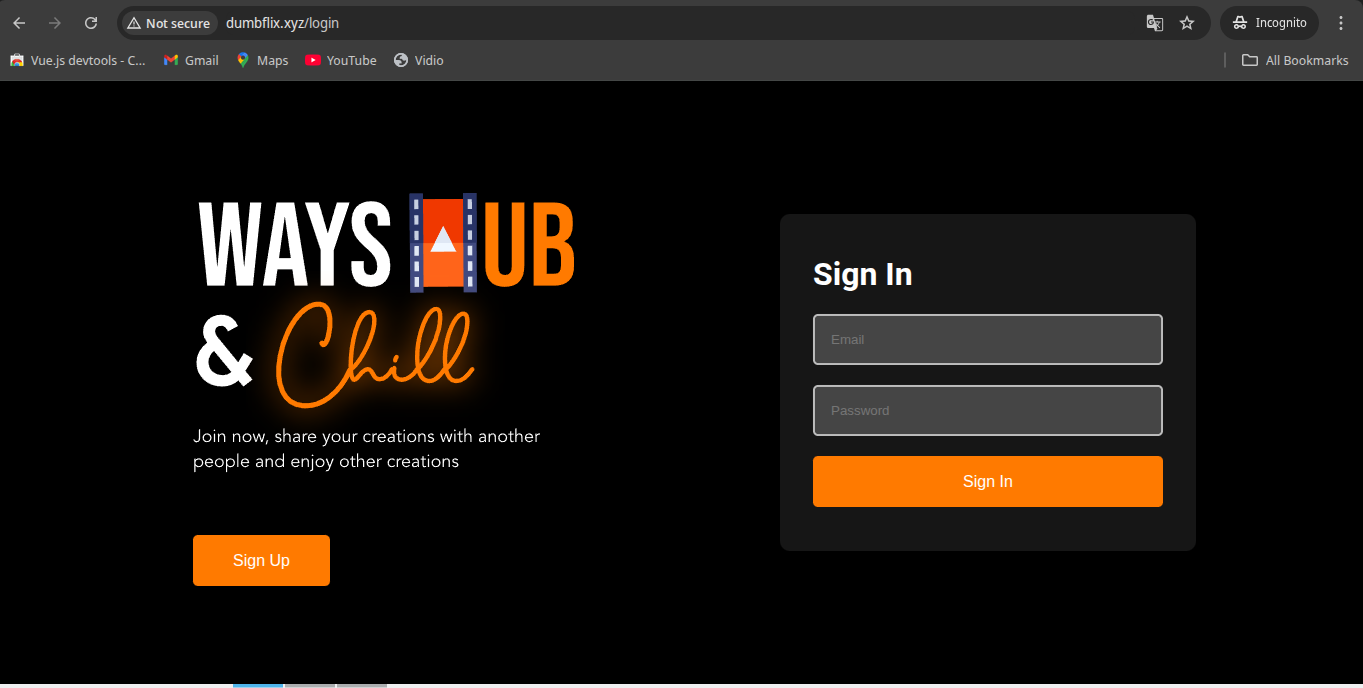 Not secure
dumbflix.xyz/login
Incognito
Vue.js devtools - C...
Gmail
Maps
YouTube
Vidio
All Bookmarks
WAYS UB
& Chill
Join now, share your creations with another
people and enjoy other creations
Sign Up
Sign In
Email
Password
Sign In